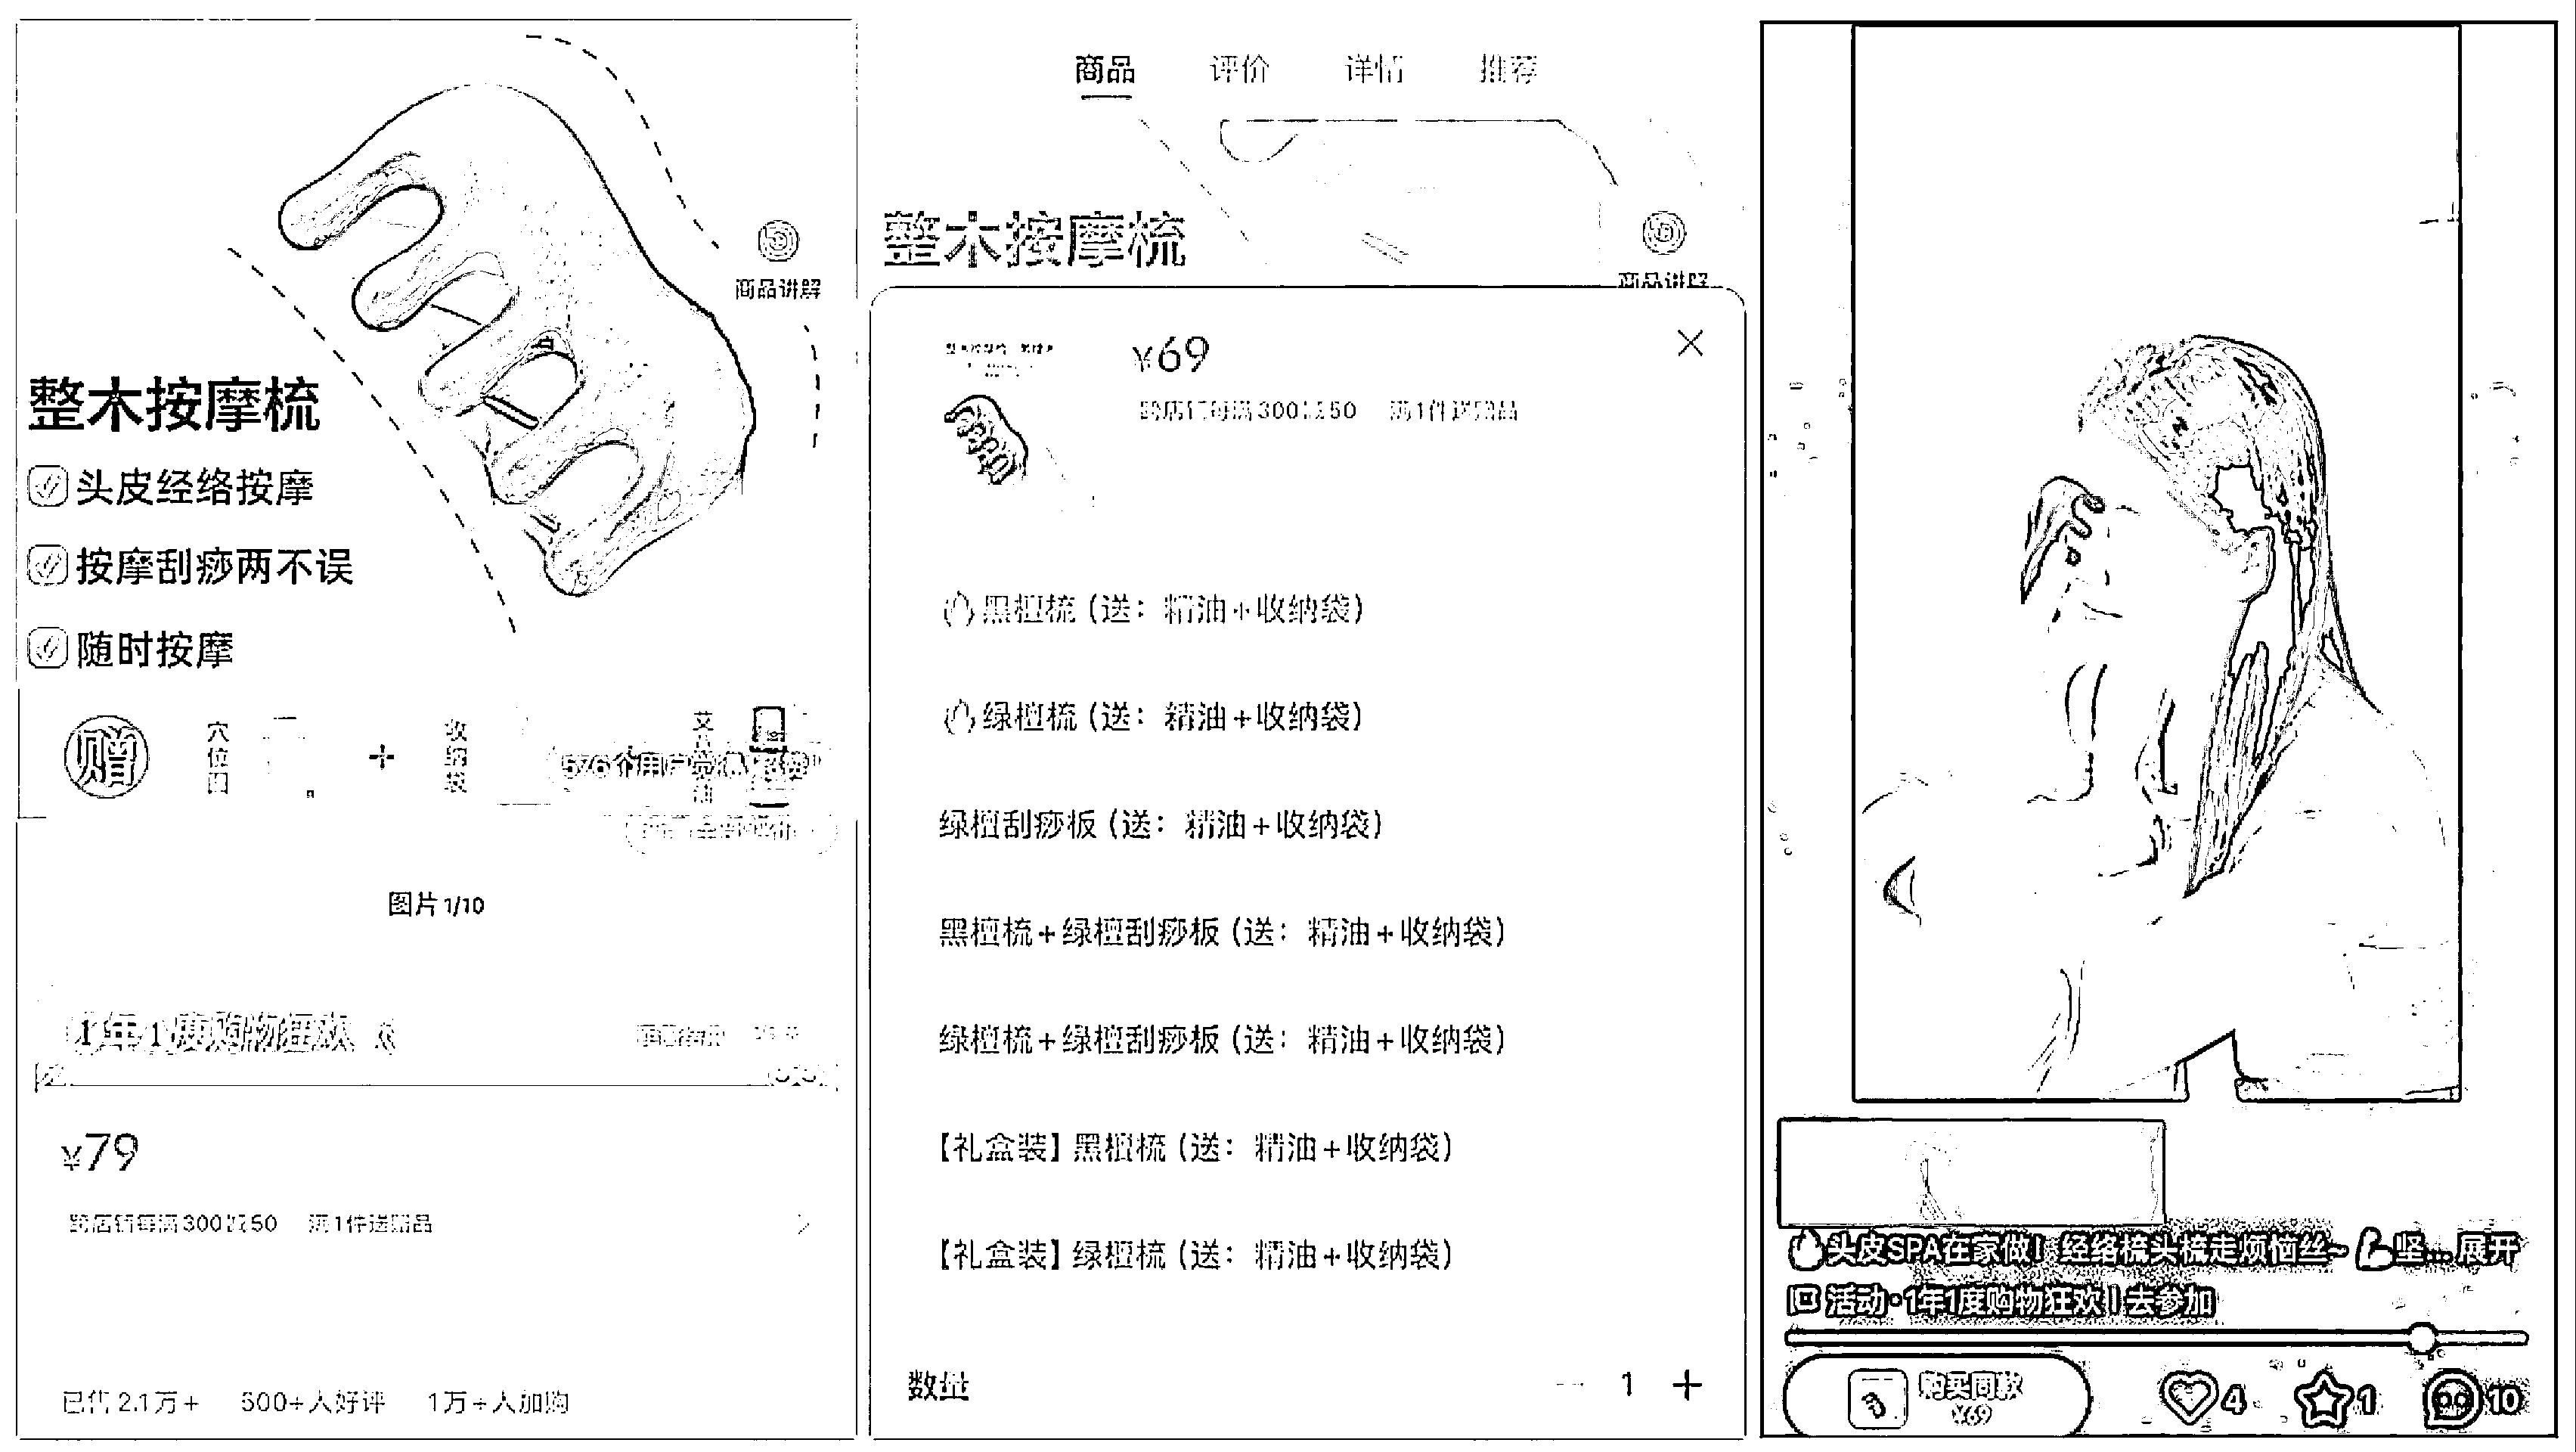 整木按摩梳
头皮经络按摩
按摩刮痧两不误
随时按摩
商品讲解
赠
穴位图
+
收纳袋
576个用户觉得
图片1/10
1年1度购物狂欢
¥79
跨店每满300减50 满1件送赠品
已售2.1万+ 500+人好评 1万+人加购
商品 评价 详情 推荐
整木按摩梳
商品讲解
¥69
跨店每满300减50 满1件送赠品
黑檀梳(送：精油+收纳袋)
绿檀梳(送：精油+收纳袋)
绿檀刮痧板(送：精油+收纳袋)
黑檀梳+绿檀刮痧板(送：精油+收纳袋)
绿檀梳+绿檀刮痧板(送：精油+收纳袋)
【礼盒装】黑檀梳(送：精油+收纳袋)
【礼盒装】绿檀梳(送：精油+收纳袋)
数量 1 +
头皮SPA在家做！经络梳头梳走烦恼丝~ 坚...展开
活动·1年1度购物狂欢|去参加
购买同款
¥69
4 1 10